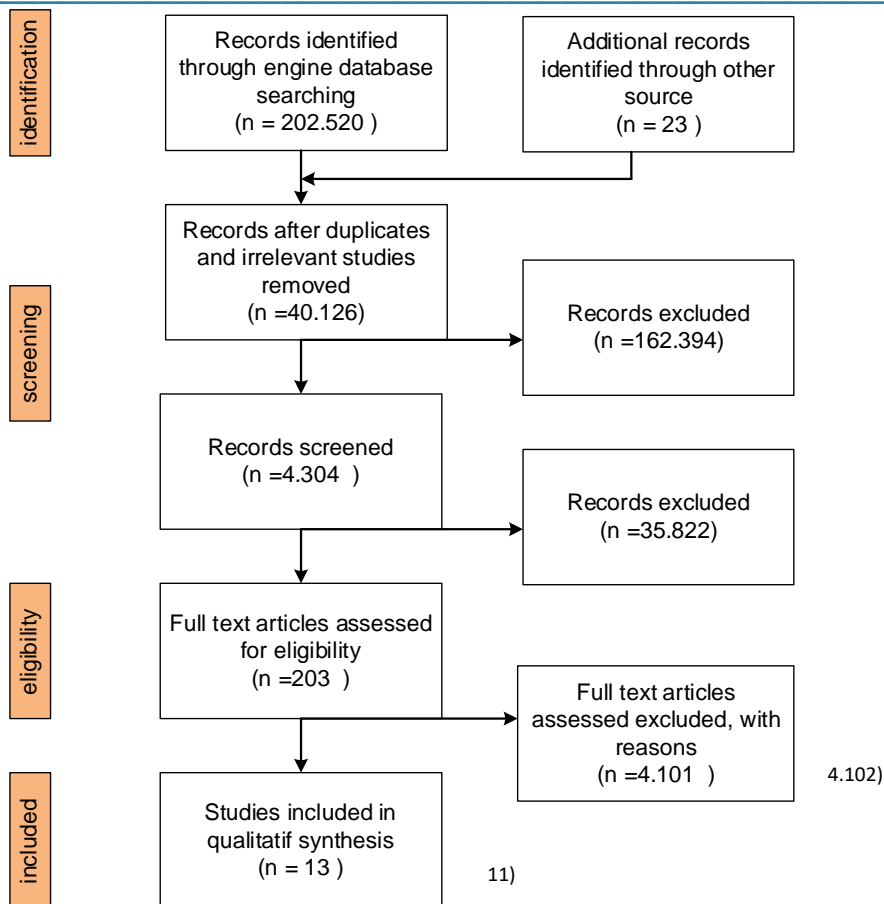 identification
Records identified
through engine database
searching
(n = 202.520 )
Additional records
identified through other
source
(n = 23 )
Records after duplicates
and irrelevant studies
removed
(n =40.126)
screening
Records excluded
(n =162.394)
Records screened
(n =4.304 )
Records excluded
(n =35.822)
eligibility
Full text articles assessed
for eligibility
(n =203 )
Full text articles
assessed excluded, with
reasons
(n =4.101 )
4.102)
included
Studies included in
qualitatif synthesis
(n = 13 )
11)